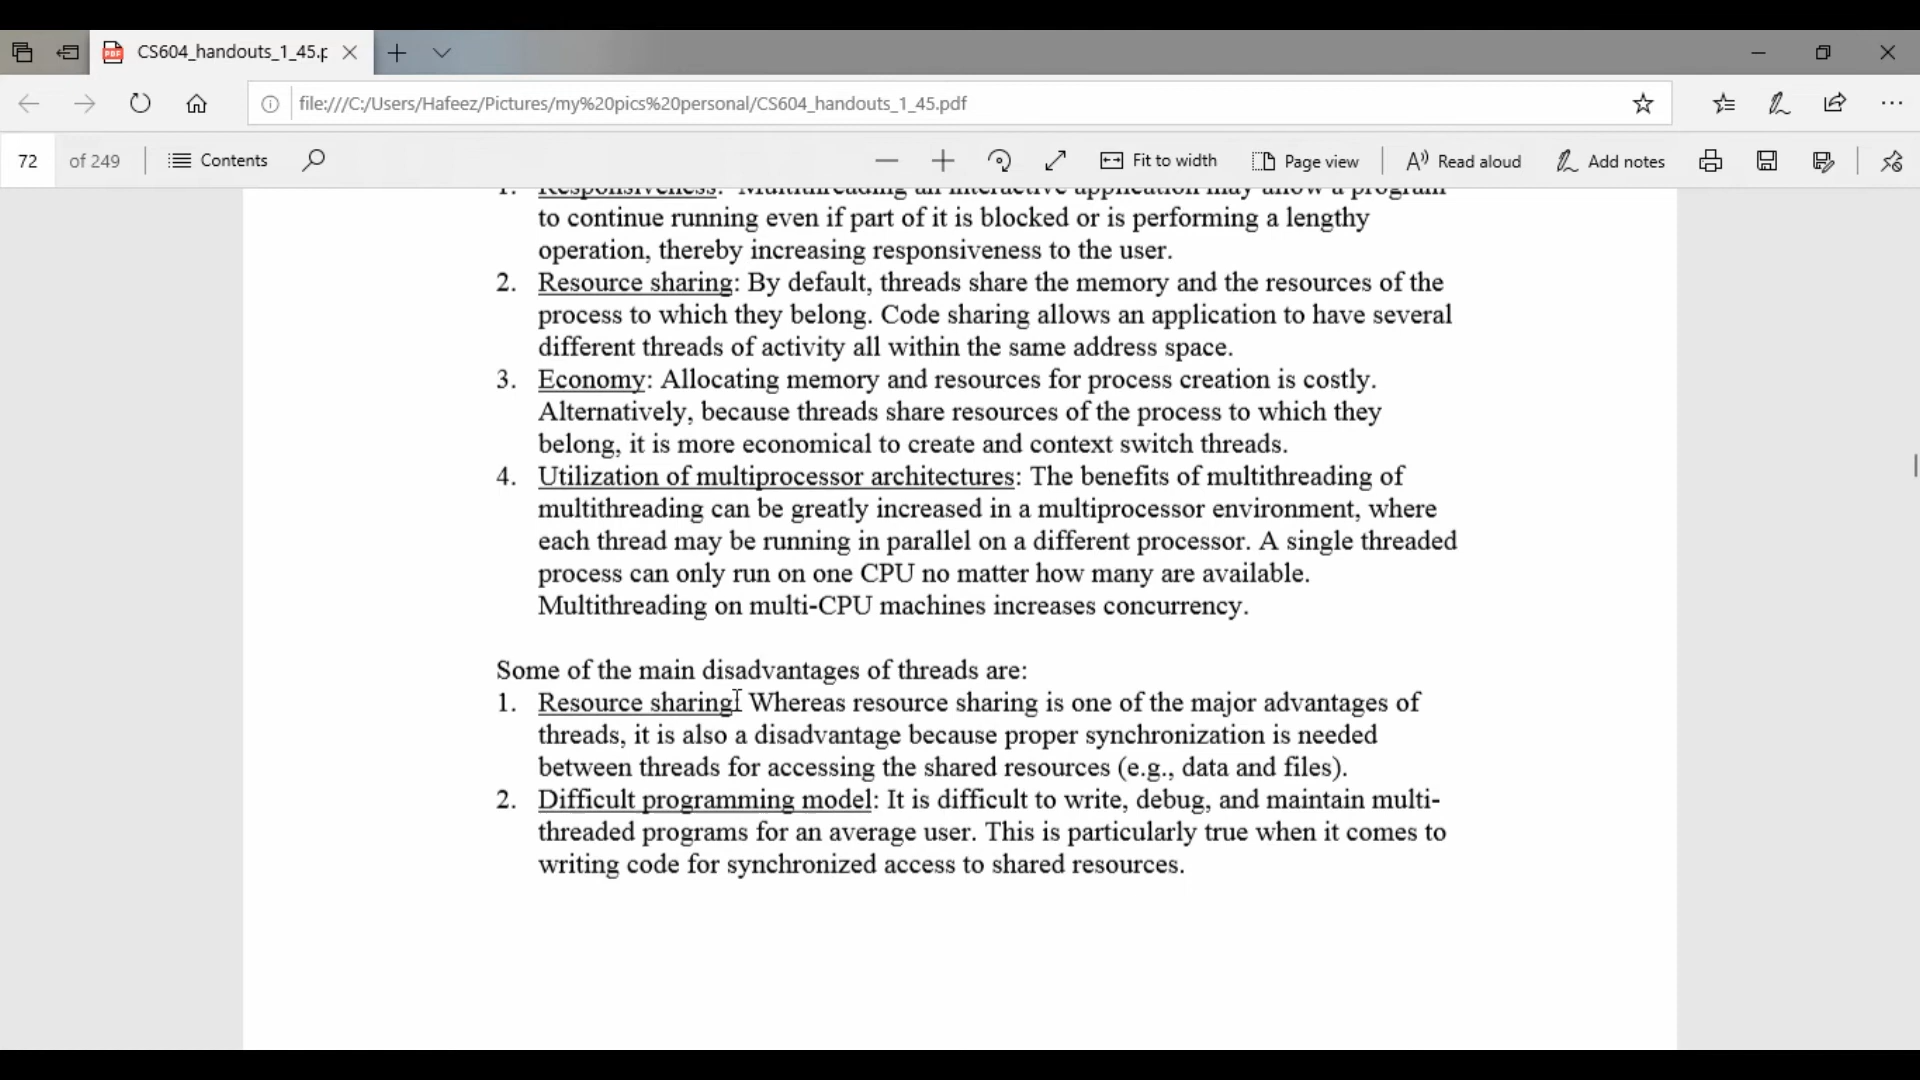 CS604_handouts_1_45.p
file:///C:/Users/Hafeez/Pictures/my%20pics%20personal/CS604_handouts_1_45.pdf
72 of 249 Contents Fit to width Page view Read aloud Add notes
1. Responsiveness: Multithreading an interactive application may allow a program
to continue running even if part of it is blocked or is performing a lengthy
operation, thereby increasing responsiveness to the user.
2. Resource sharing: By default, threads share the memory and the resources of the
process to which they belong. Code sharing allows an application to have several
different threads of activity all within the same address space.
3. Economy: Allocating memory and resources for process creation is costly.
Alternatively, because threads share resources of the process to which they
belong, it is more economical to create and context switch threads.
4. Utilization of multiprocessor architectures: The benefits of multithreading of
multithreading can be greatly increased in a multiprocessor environment, where
each thread may be running in parallel on a different processor. A single threaded
process can only run on one CPU no matter how many are available.
Multithreading on multi-CPU machines increases concurrency.
Some of the main disadvantages of threads are:
1. Resource sharing: Whereas resource sharing is one of the major advantages of
threads, it is also a disadvantage because proper synchronization is needed
between threads for accessing the shared resources (e.g., data and files).
2. Difficult programming model: It is difficult to write, debug, and maintain multi-
threaded programs for an average user. This is particularly true when it comes to
writing code for synchronized access to shared resources.